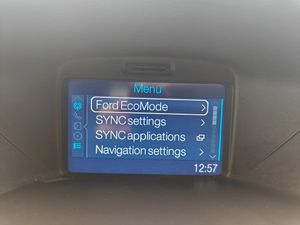 Menu
Ford EcoMode
SYNC settings
SYNC applications
Navigation settings
12:57